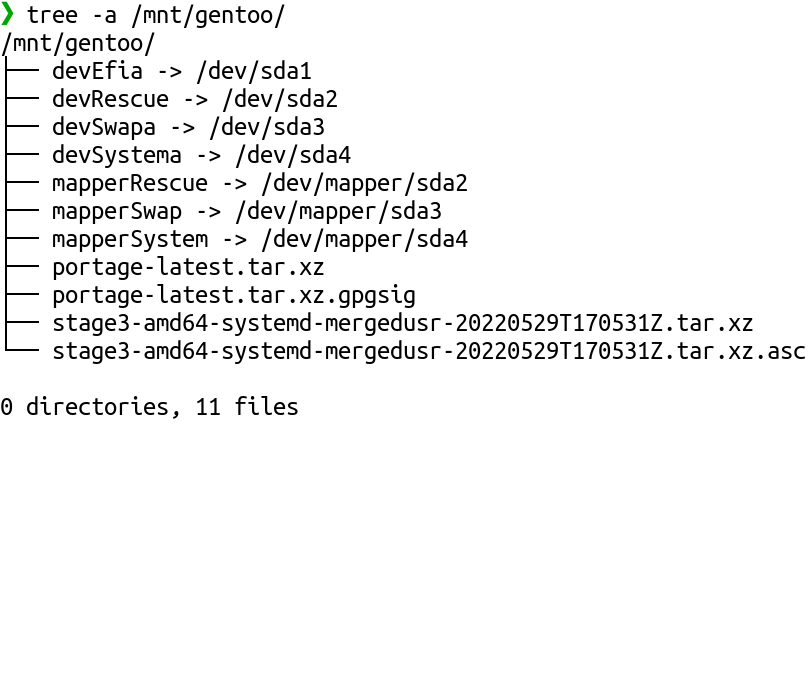 ❯ tree -a /mnt/gentoo/
/mnt/gentoo/
├── devEfia -> /dev/sda1
├── devRescue -> /dev/sda2
├── devSwapa -> /dev/sda3
├── devSystema -> /dev/sda4
├── mapperRescue -> /dev/mapper/sda2
├── mapperSwap -> /dev/mapper/sda3
├── mapperSystem -> /dev/mapper/sda4
├── portage-latest.tar.xz
├── portage-latest.tar.xz.gpgsig
├── stage3-amd64-systemd-mergedusr-20220529T170531Z.tar.xz
└── stage3-amd64-systemd-mergedusr-20220529T170531Z.tar.xz.asc

0 directories, 11 files